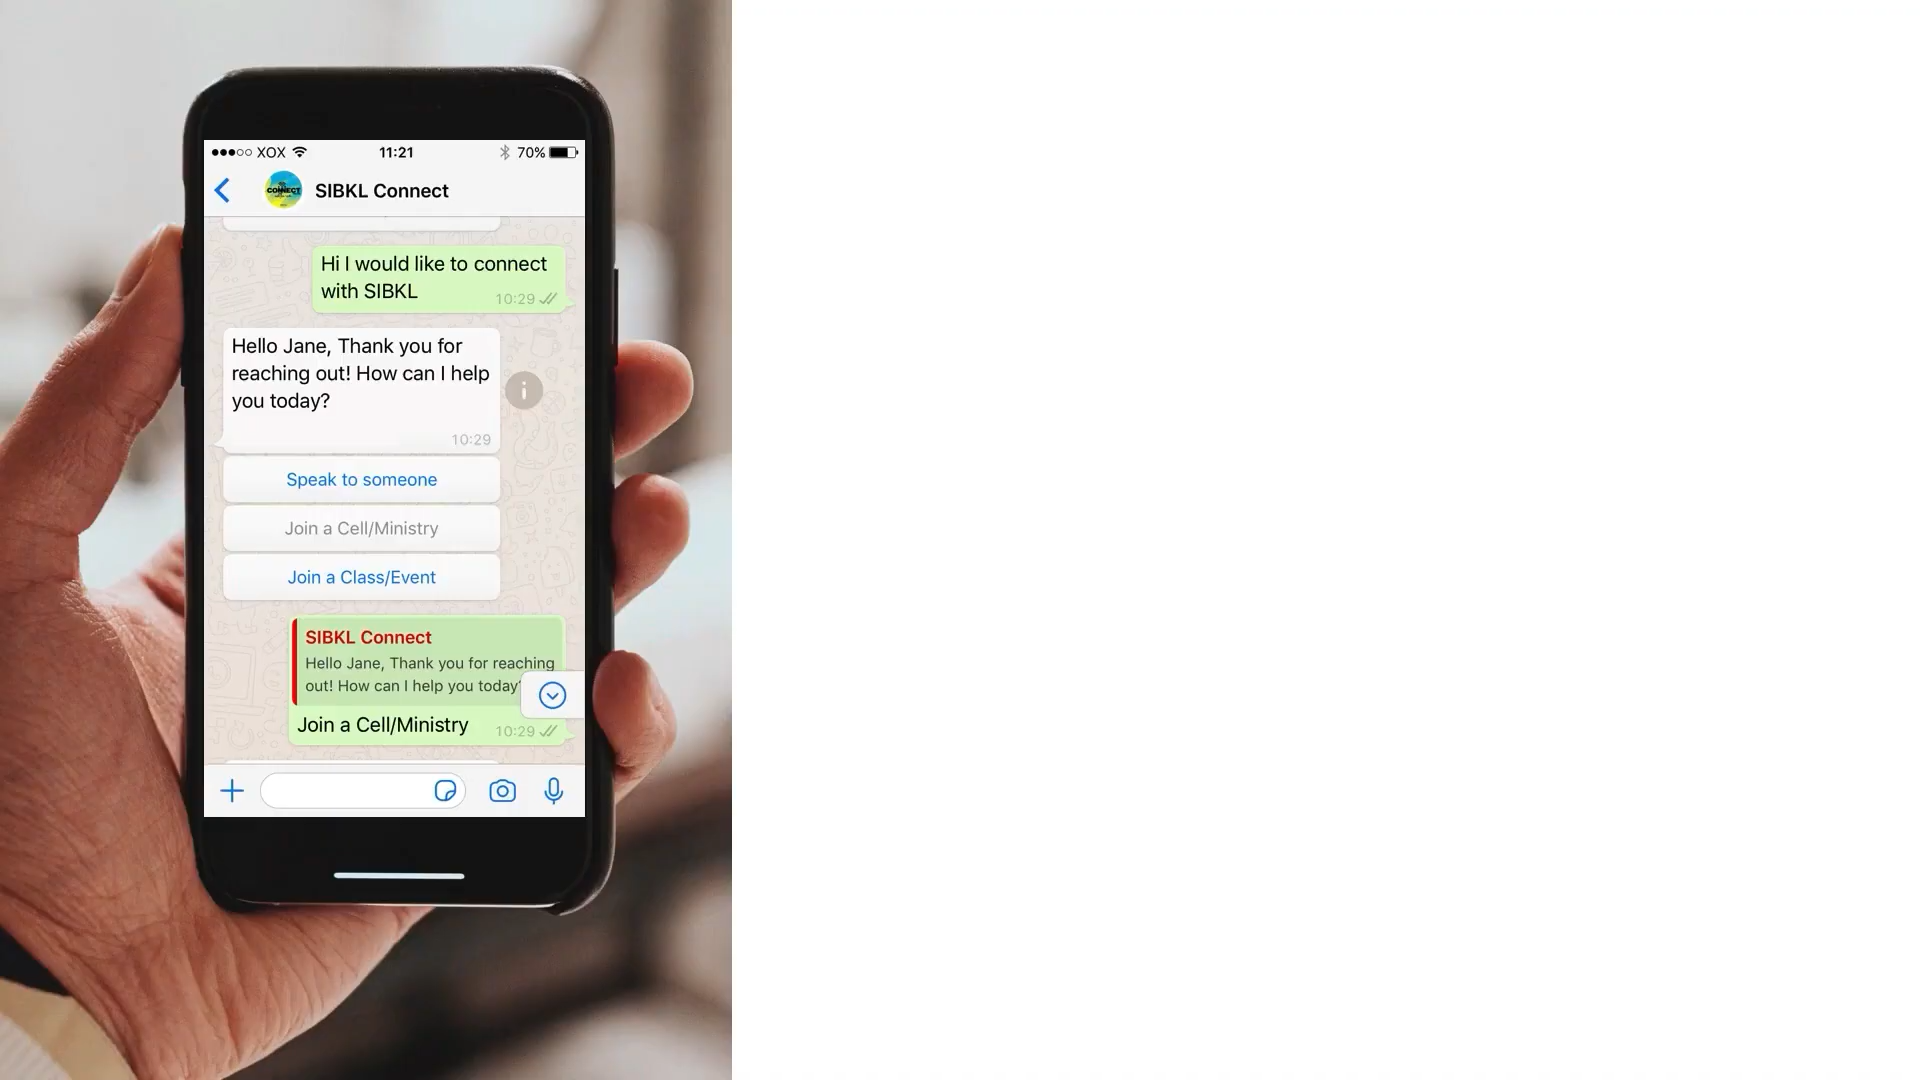 XOX 11:21 70%
CONNECT
SIBKL Connect
Hi I would like to connect
with SIBKL
10:29
Hello Jane, Thank you for
reaching out! How can I help
you today?
10:29
Speak to someone
Join a Cell/Ministry
Join a Class/Event
SIBKL Connect
Hello Jane, Thank you for reaching
out! How can I help you today
Join a Cell/Ministry
10:29